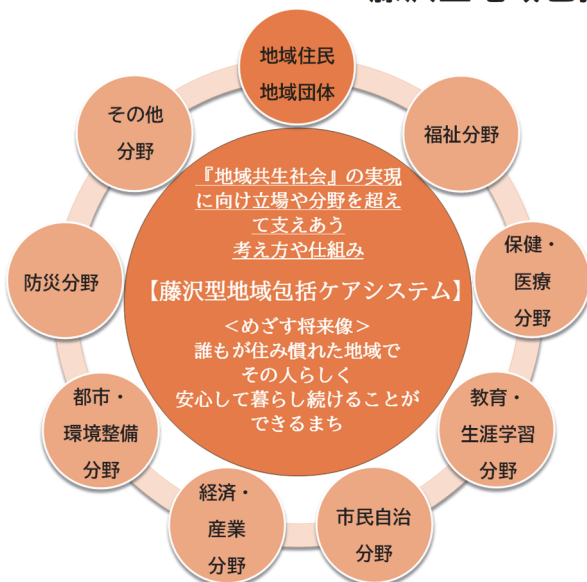 地域住民
地域団体
福祉分野
保健・
医療
分野
教育・
生涯学習
分野
市民自治
分野
経済・
産業
分野
都市・
環境整備
分野
防災分野
その他
分野
『地域共生社会』の実現
に向け立場や分野を超え
て支えあう
考え方や仕組み
【藤沢型地域包括ケアシステム】
<めざす将来像>
誰もが住み慣れた地域で
その人らしく
安心して暮らし続けることが
できるまち